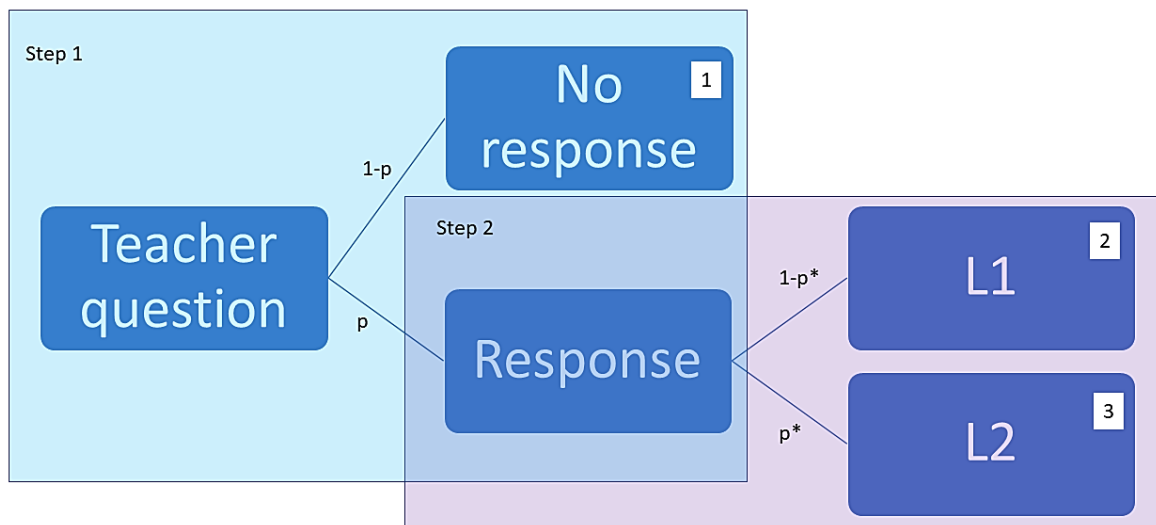 Step 1
No
response
1
1-p
Teacher
question
p
Step 2
Response
1-p*
L1
2
p*
L2
3